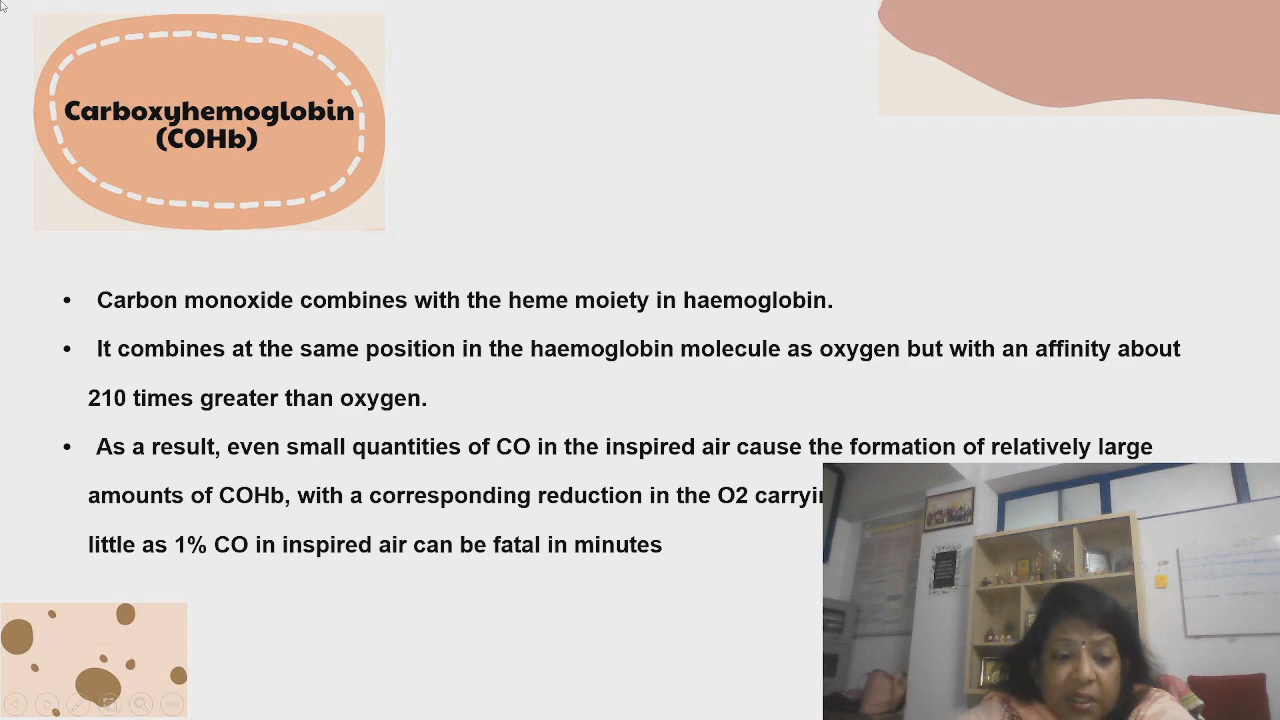 Carboxyhemoglobin
(COHb)
• Carbon monoxide combines with the heme moiety in haemoglobin.
• It combines at the same position in the haemoglobin molecule as oxygen but with an affinity about
210 times greater than oxygen.
• As a result, even small quantities of CO in the inspired air cause the formation of relatively large
amounts of COHb, with a corresponding reduction in the O2
little as 1% CO in inspired air can be fatal in minutes